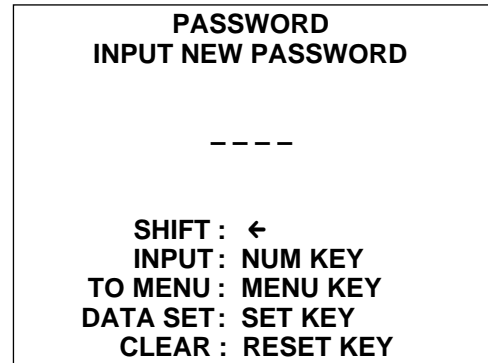 PASSWORD
INPUT NEW PASSWORD
– – – –
SHIFT : ←
INPUT : NUM KEY
TO MENU : MENU KEY
DATA SET : SET KEY
CLEAR : RESET KEY